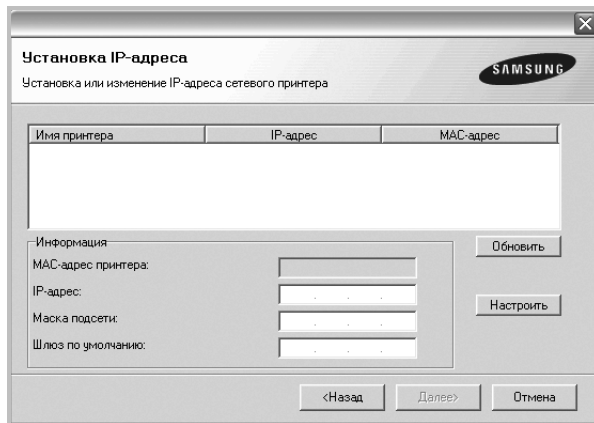 Установка IP-адреса
Установка или изменение IP-адреса сетевого принтера
SAMSUNG
Имя принтера IP-адрес MAC-адрес
Информация
MAC-адрес принтера:
IP-адрес:
Маска подсети:
Шлюз по умолчанию:
Обновить
Настроить
<Назад Далее> Отмена